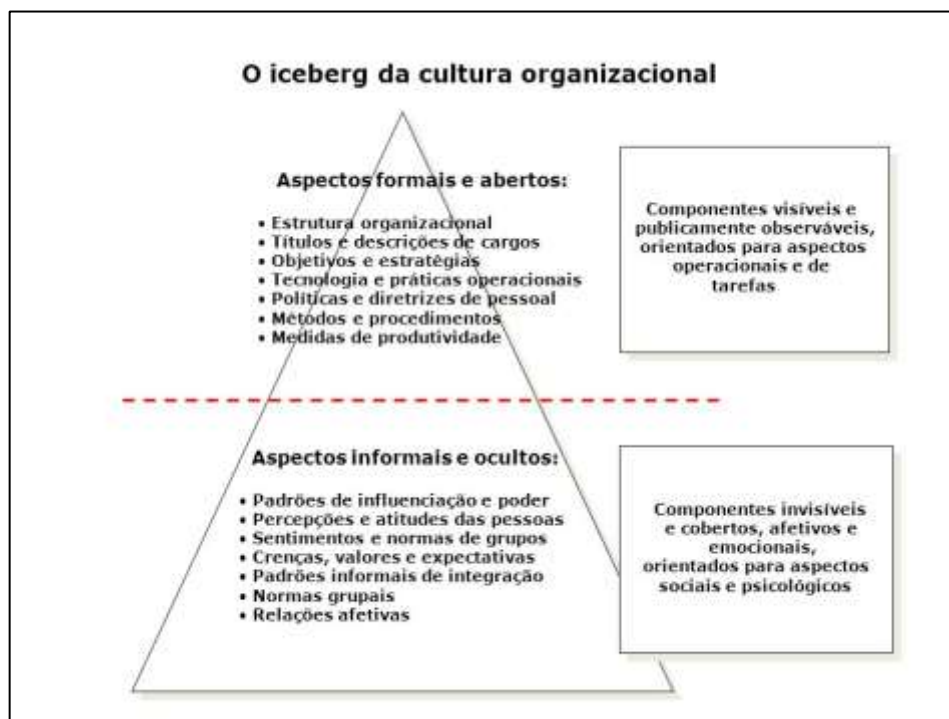 O iceberg da cultura organizacional
Aspectos formais e abertos:
• Estrutura organizacional
• Títulos e descrições de cargos
• Objetivos e estratégias
• Tecnologia e práticas operacionais
• Políticas e diretrizes de pessoal
• Métodos e procedimentos
• Medidas de produtividade
Componentes visíveis e
publicamente observáveis,
orientados para aspectos
operacionais e de
tarefas
Aspectos informais e ocultos:
• Padrões de influenciação e poder
• Percepções e atitudes das pessoas
• Sentimentos e normas de grupos
• Crenças, valores e expectativas
• Padrões informais de integração
• Normas grupais
• Relações afetivas
Componentes invisíveis
e cobertos, afetivos e
emocionais,
orientados para aspectos
sociais e psicológicos